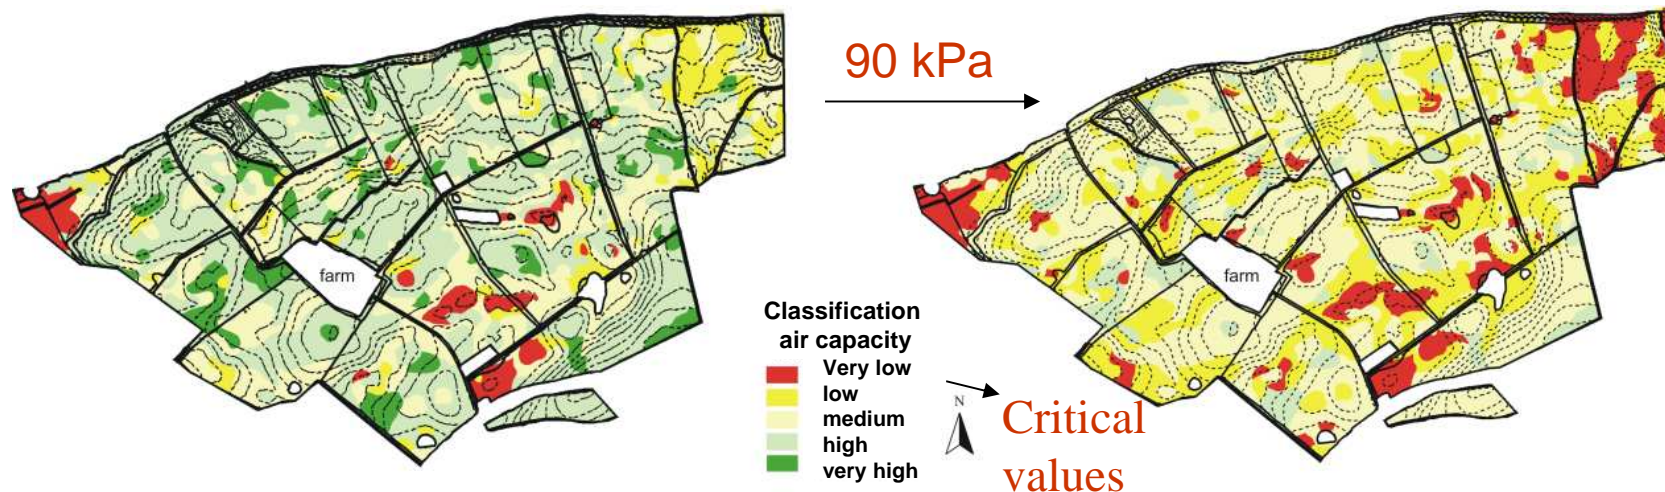 90 kPa
farm
farm
Classification
air capacity
Very low
low
medium
high
very high
N
Critical
values